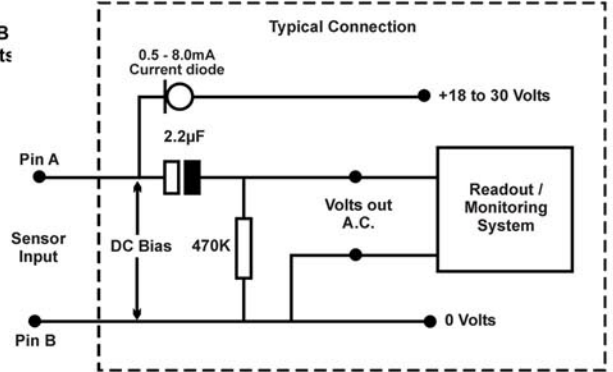 Typical Connection
B
ts
0.5 - 8.0mA
Current diode
+18 to 30 Volts
2.2µF
Pin A
Readout /
Monitoring
System
Volts out
A.C.
Sensor
Input
DC Bias
470K
0 Volts
Pin B